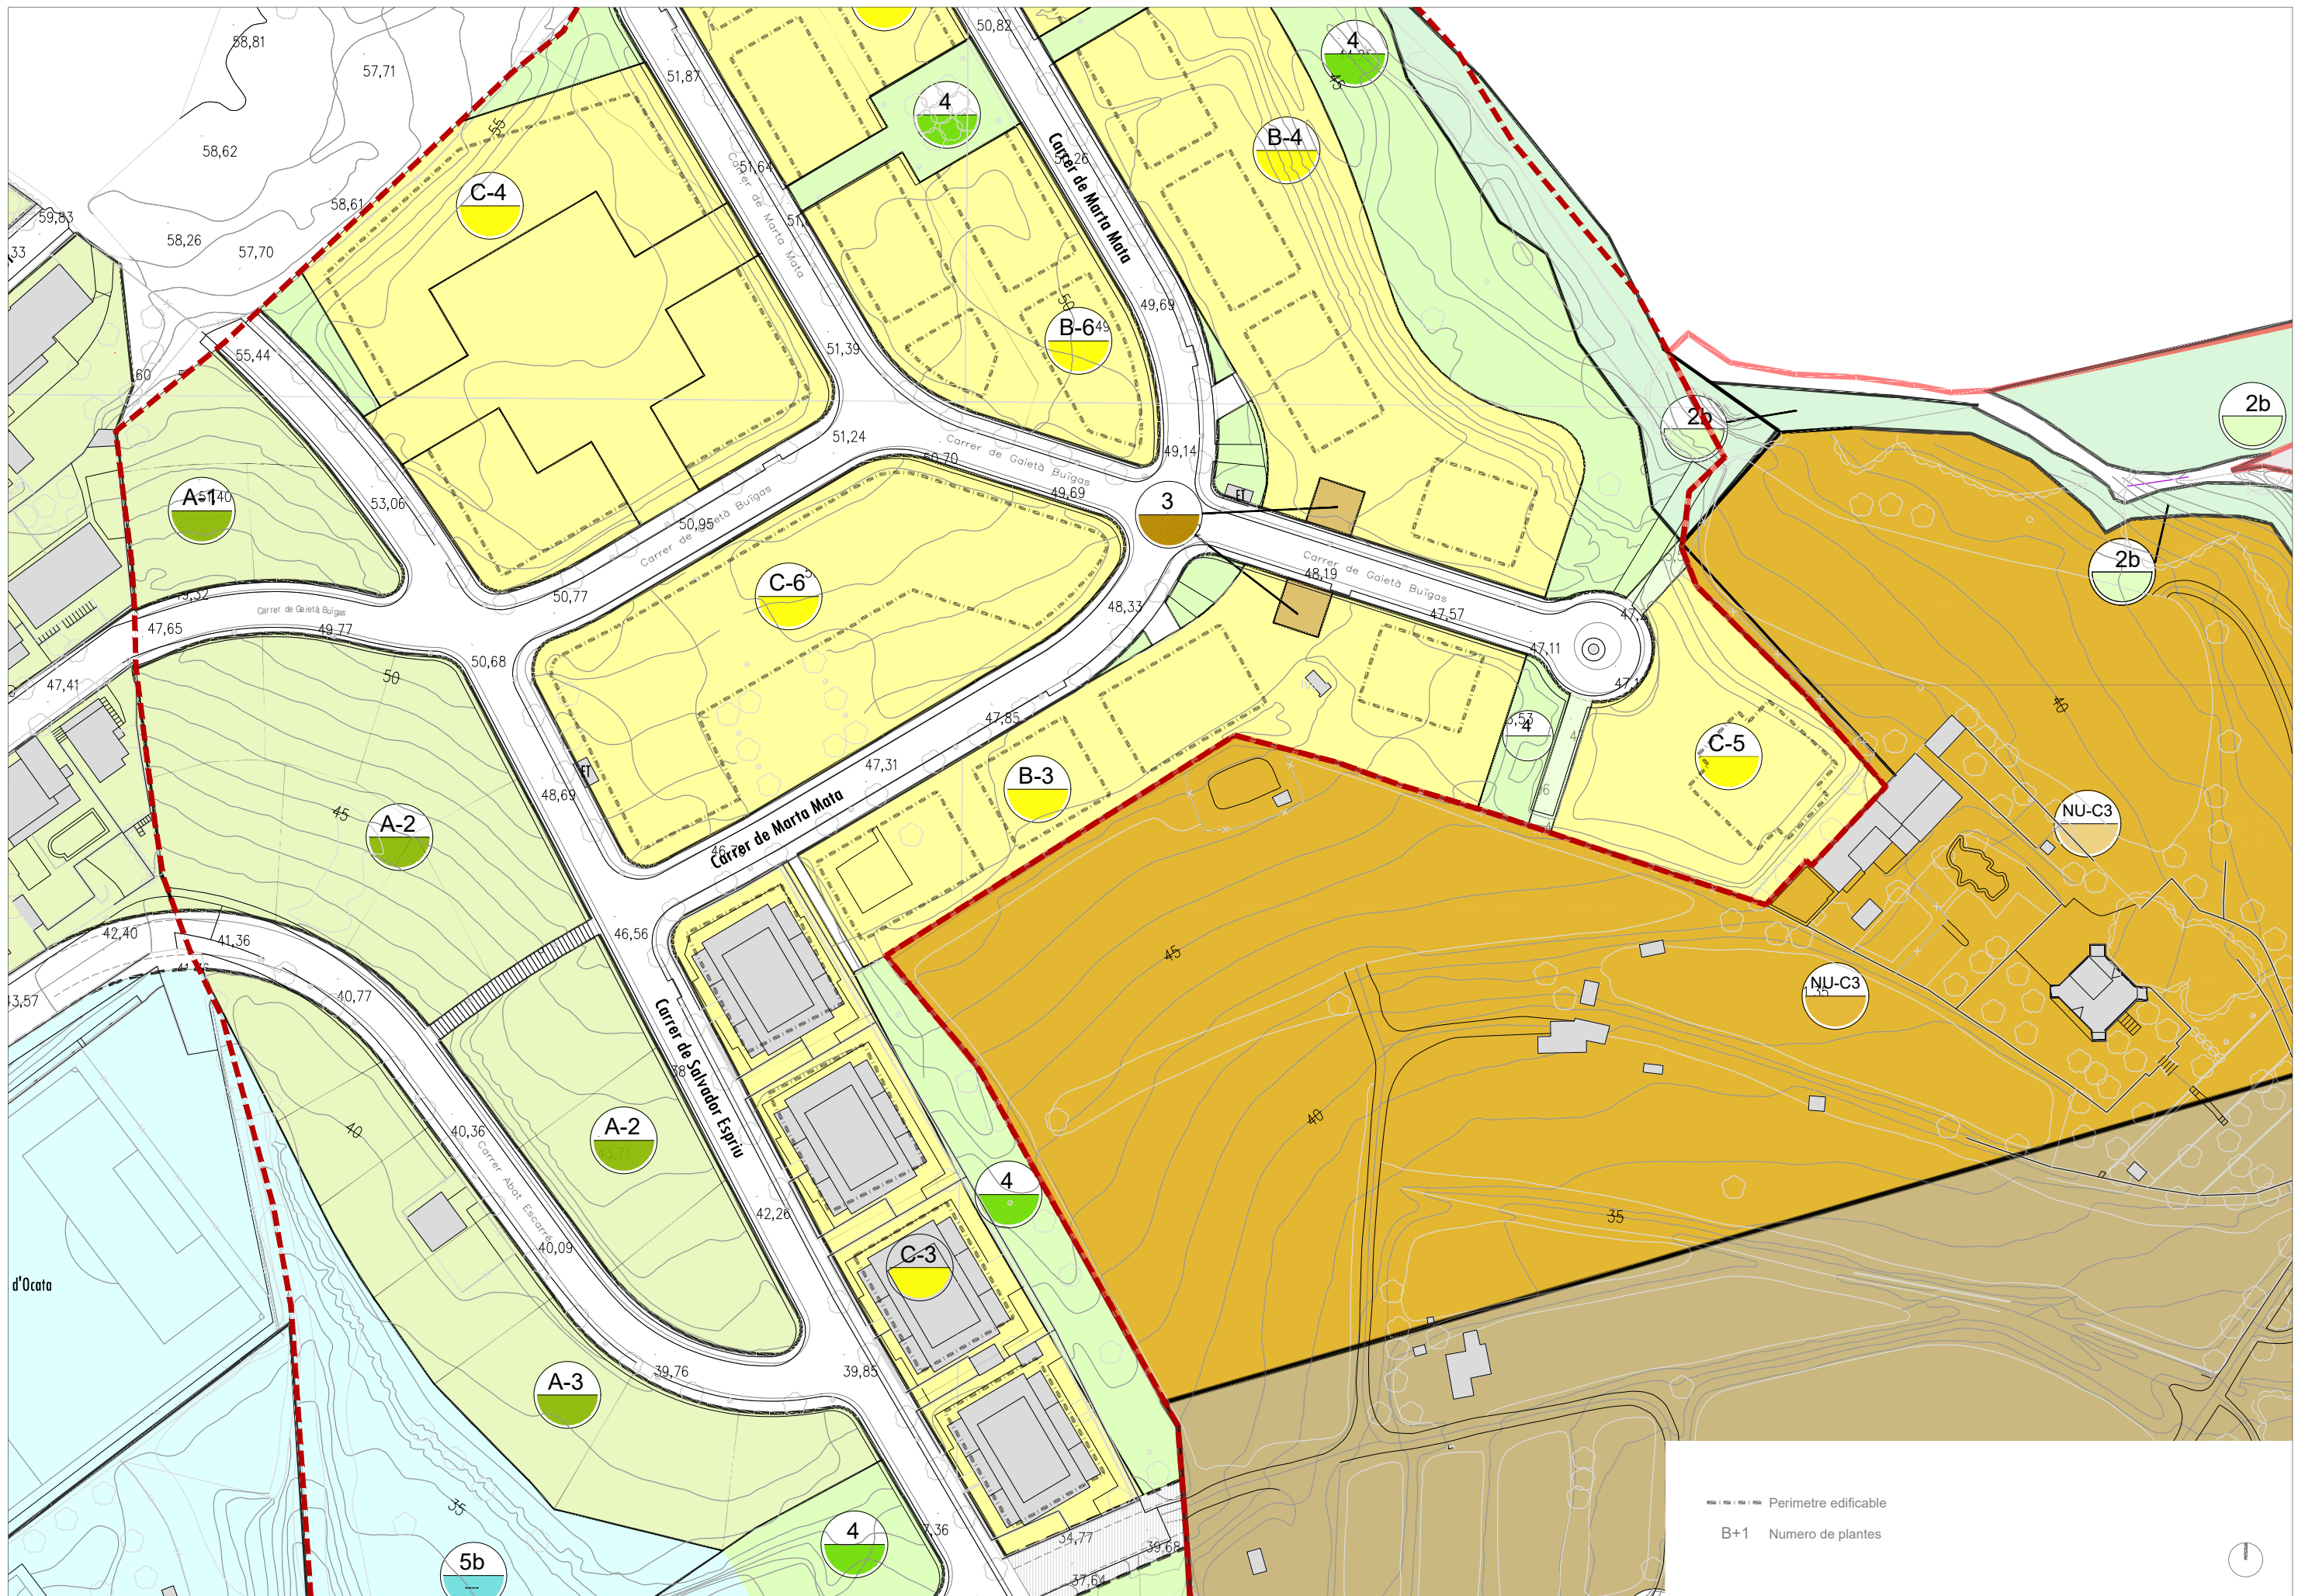 58,81
57,71
58,62
59,83
58,26
57,70
58,61
55
C-4
51,87
50,82
4
4
45
B-4
51,64
Carrer de Marta Mata
Carrer de Marta Mata
49,69
50
B-6
51,39
55,44
60
A-1
53,06
51,24
50,95
Carrer de Gaietà Buïgas
Carrer de Gaietà Buïgas
49,69
49,14
ET
3
2b
2b
2b
Carrer de Gaietà Buïgas
48,19
47,57
47,11
Carrer de Gaietà Buïgas
47,65
49,77
50,77
C-6
48,33
47,41
50,68
50
47,85
4
C-5
40
NU-C3
ET
48,69
47,31
B-3
45
A-2
Carrer de Marta Mata
42,40
41,36
46,56
45
NU-C3
40,77
Carrer de Salvador Espriu
40
40
A-2
40,36
Carrer Abat Escarré
40,09
42,26
4
35
C-3
d'Ocata
39,76
39,85
A-3
35
4
34,77
39,68
37,64
5b
Perimetre edificable
B+1 Numero de plantes